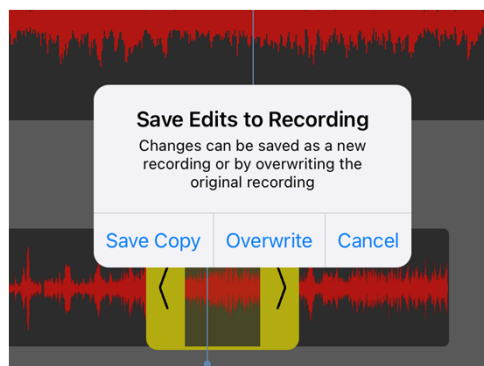 Save Edits to Recording
Changes can be saved as a new
recording or by overwriting the
original recording
Save Copy Overwrite Cancel